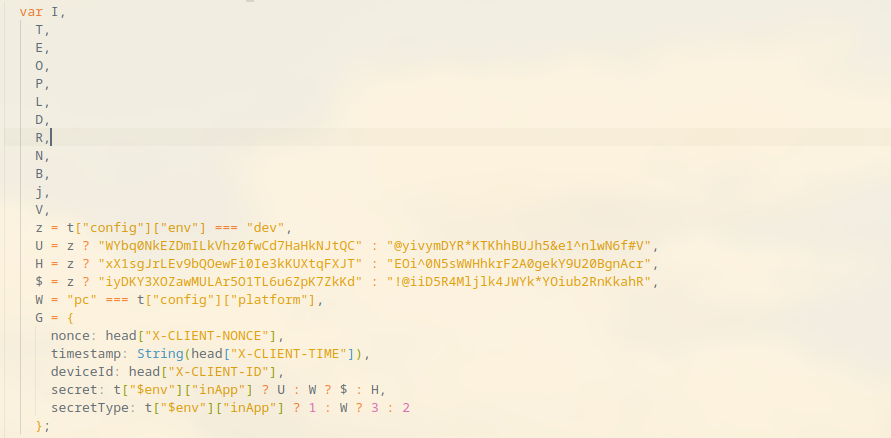 var I,
T,
E,
O,
P,
L,
D,
R,
N,
B,
j,
V,
z = t["config"]["env"] === "dev",
U = z ? "WYbq0NkEZDmILkVhz0fwCd7HaHkNJtQC" : "@yivymDYR*KTKhhBUJh5&e1^nlwN6f#V",
H = z ? "xX1sgJrLEv9bQOewFi0Ie3kKUXtqFXJT" : "EOi^0N5sWWHhkrF2A0gekY9U20BgnAcr",
$ = z ? "iyDKY3XOZawMULAr5O1TL6u6ZpK7ZkKd" : "!@iiD5R4Mljlk4JWYk*YOiub2RnKkahR",
W = "pc" === t["config"]["platform"],
G = {
nonce: head["X-CLIENT-NONCE"],
timestamp: String(head["X-CLIENT-TIME"]),
deviceId: head["X-CLIENT-ID"],
secret: t["$env"]["inApp"] ? U : W ? $ : H,
secretType: t["$env"]["inApp"] ? 1 : W ? 3 : 2
};